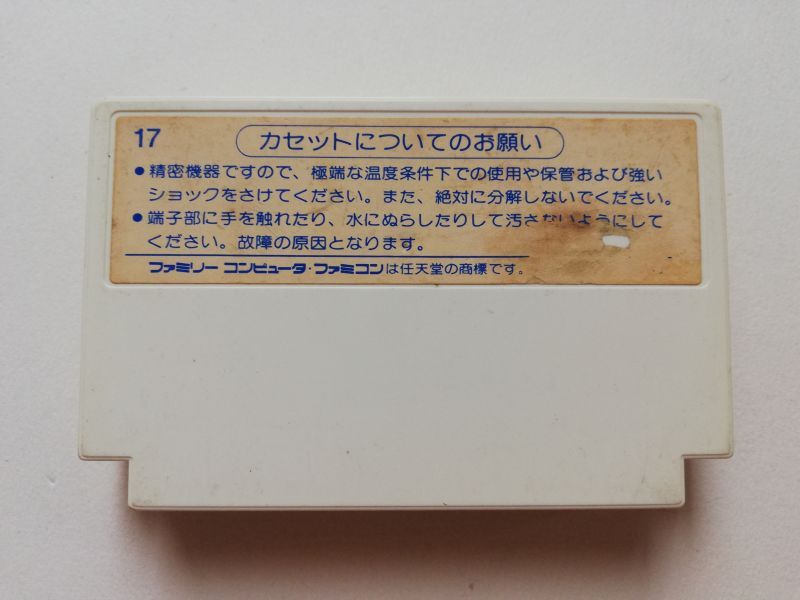 17
カセットについてのお願い
●精密機器ですので、極端な温度条件下での使用や保管および強い
ショックをさけてください。また、絶対に分解しないでください。
●端子部に手を触れたり、水にぬらしたりして汚さないようにして
ください。故障の原因となります。
ファミリー コンピュータ・ファミコンは任天堂の商標です。